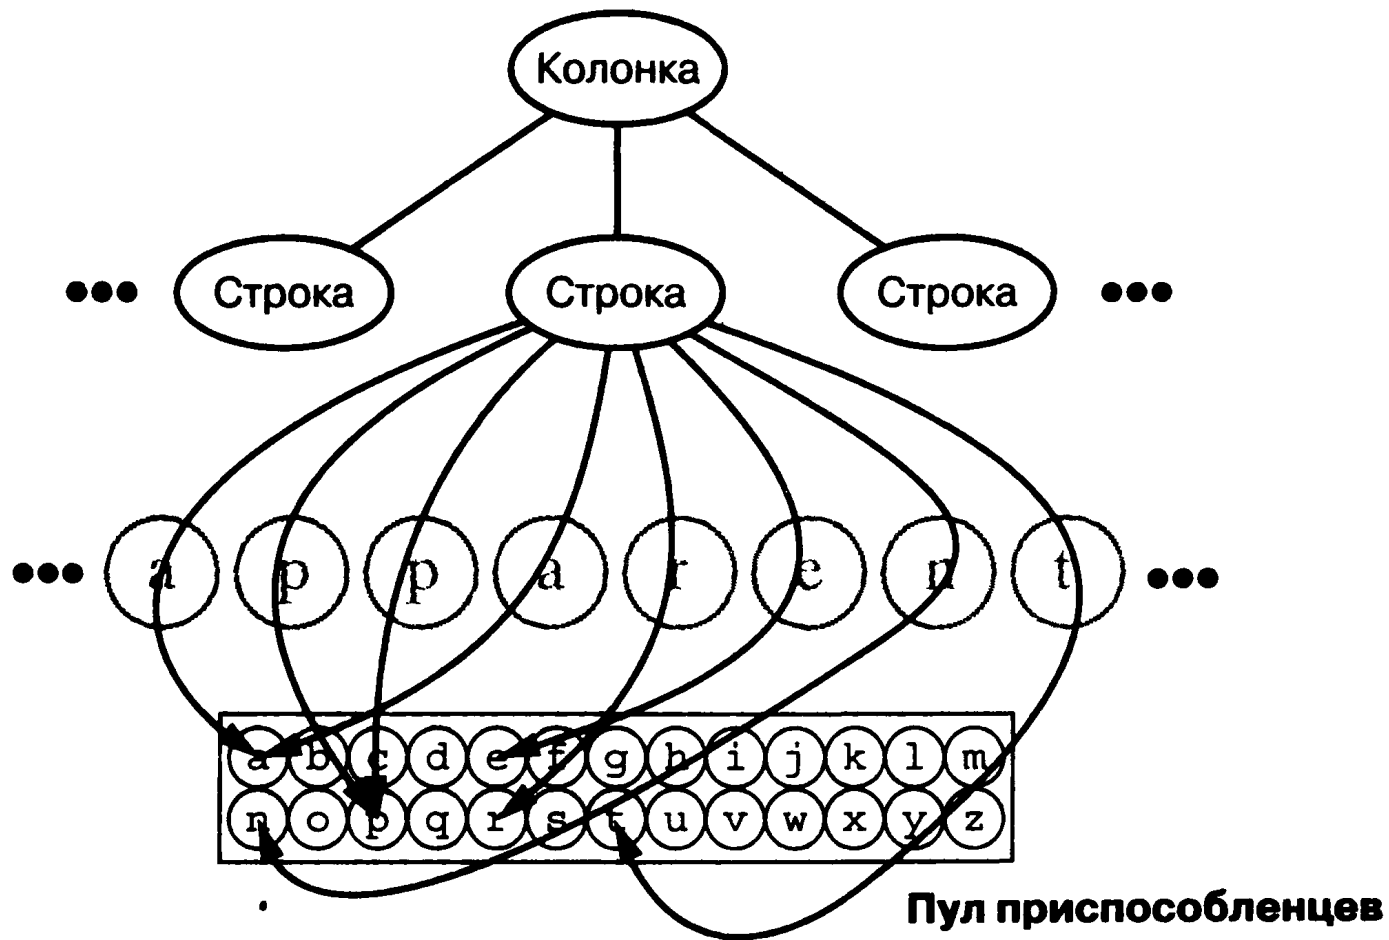 Колонка
••• Строка Строка Строка •••
••• a p p a r e n t •••
a b c d e f g h i j k l m
n o p q r s t u v w x y z
Пул приспособленцев